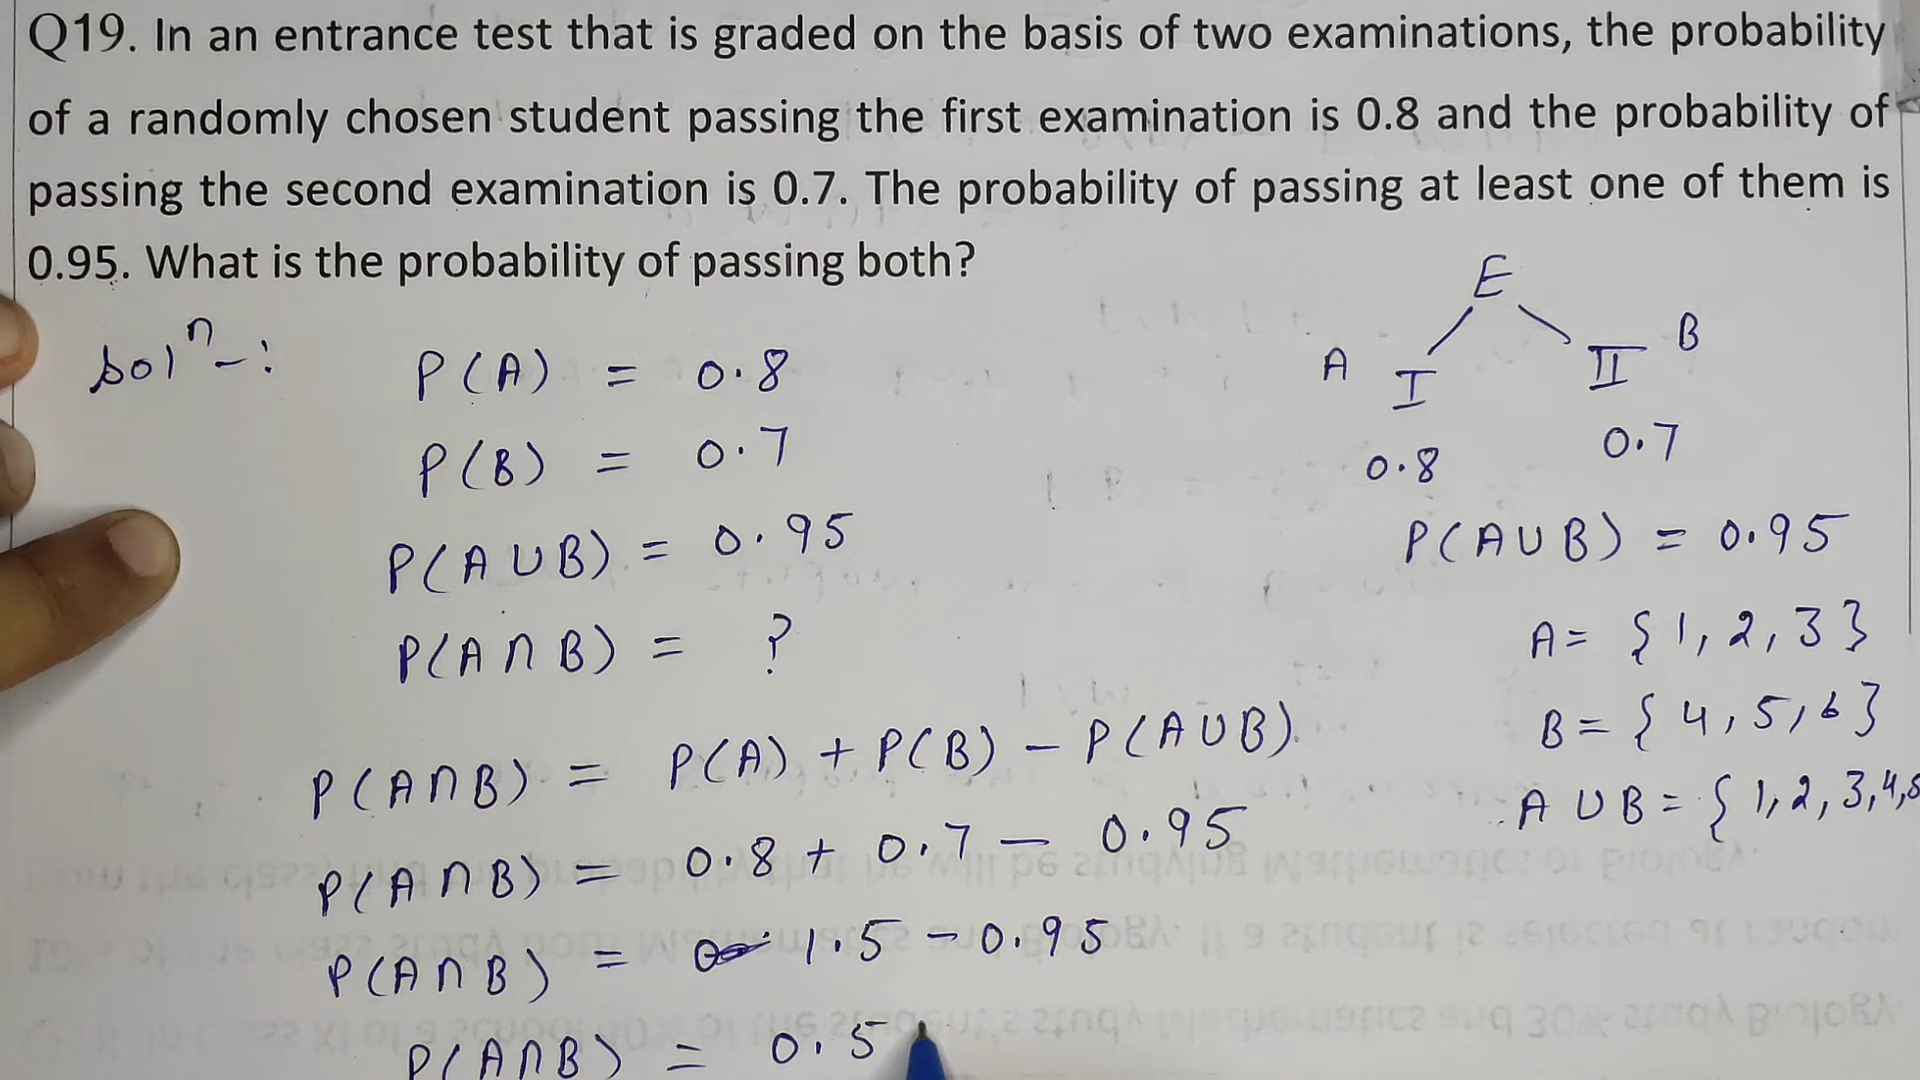 Q19. In an entrance test that is graded on the basis of two examinations, the probability
of a randomly chosen student passing the first examination is 0.8 and the probability of
passing the second examination is 0.7. The probability of passing at least one of them is
0.95. What is the probability of passing both?
E
A I II B
0.8 0.7
P(A∪B) = 0.95
A = {1, 2, 3}
B = {4, 5, 6}
A ∪ B = {1, 2, 3, 4, 5
Solⁿ -:
P(A) = 0.8
P(B) = 0.7
P(A∪B) = 0.95
P(A∩B) = ?
P(A∩B) = P(A) + P(B) - P(A∪B).
P(A∩B) = 0.8 + 0.7 - 0.95
P(A∩B) = 1.5 - 0.95
P(A∩B) = 0.5